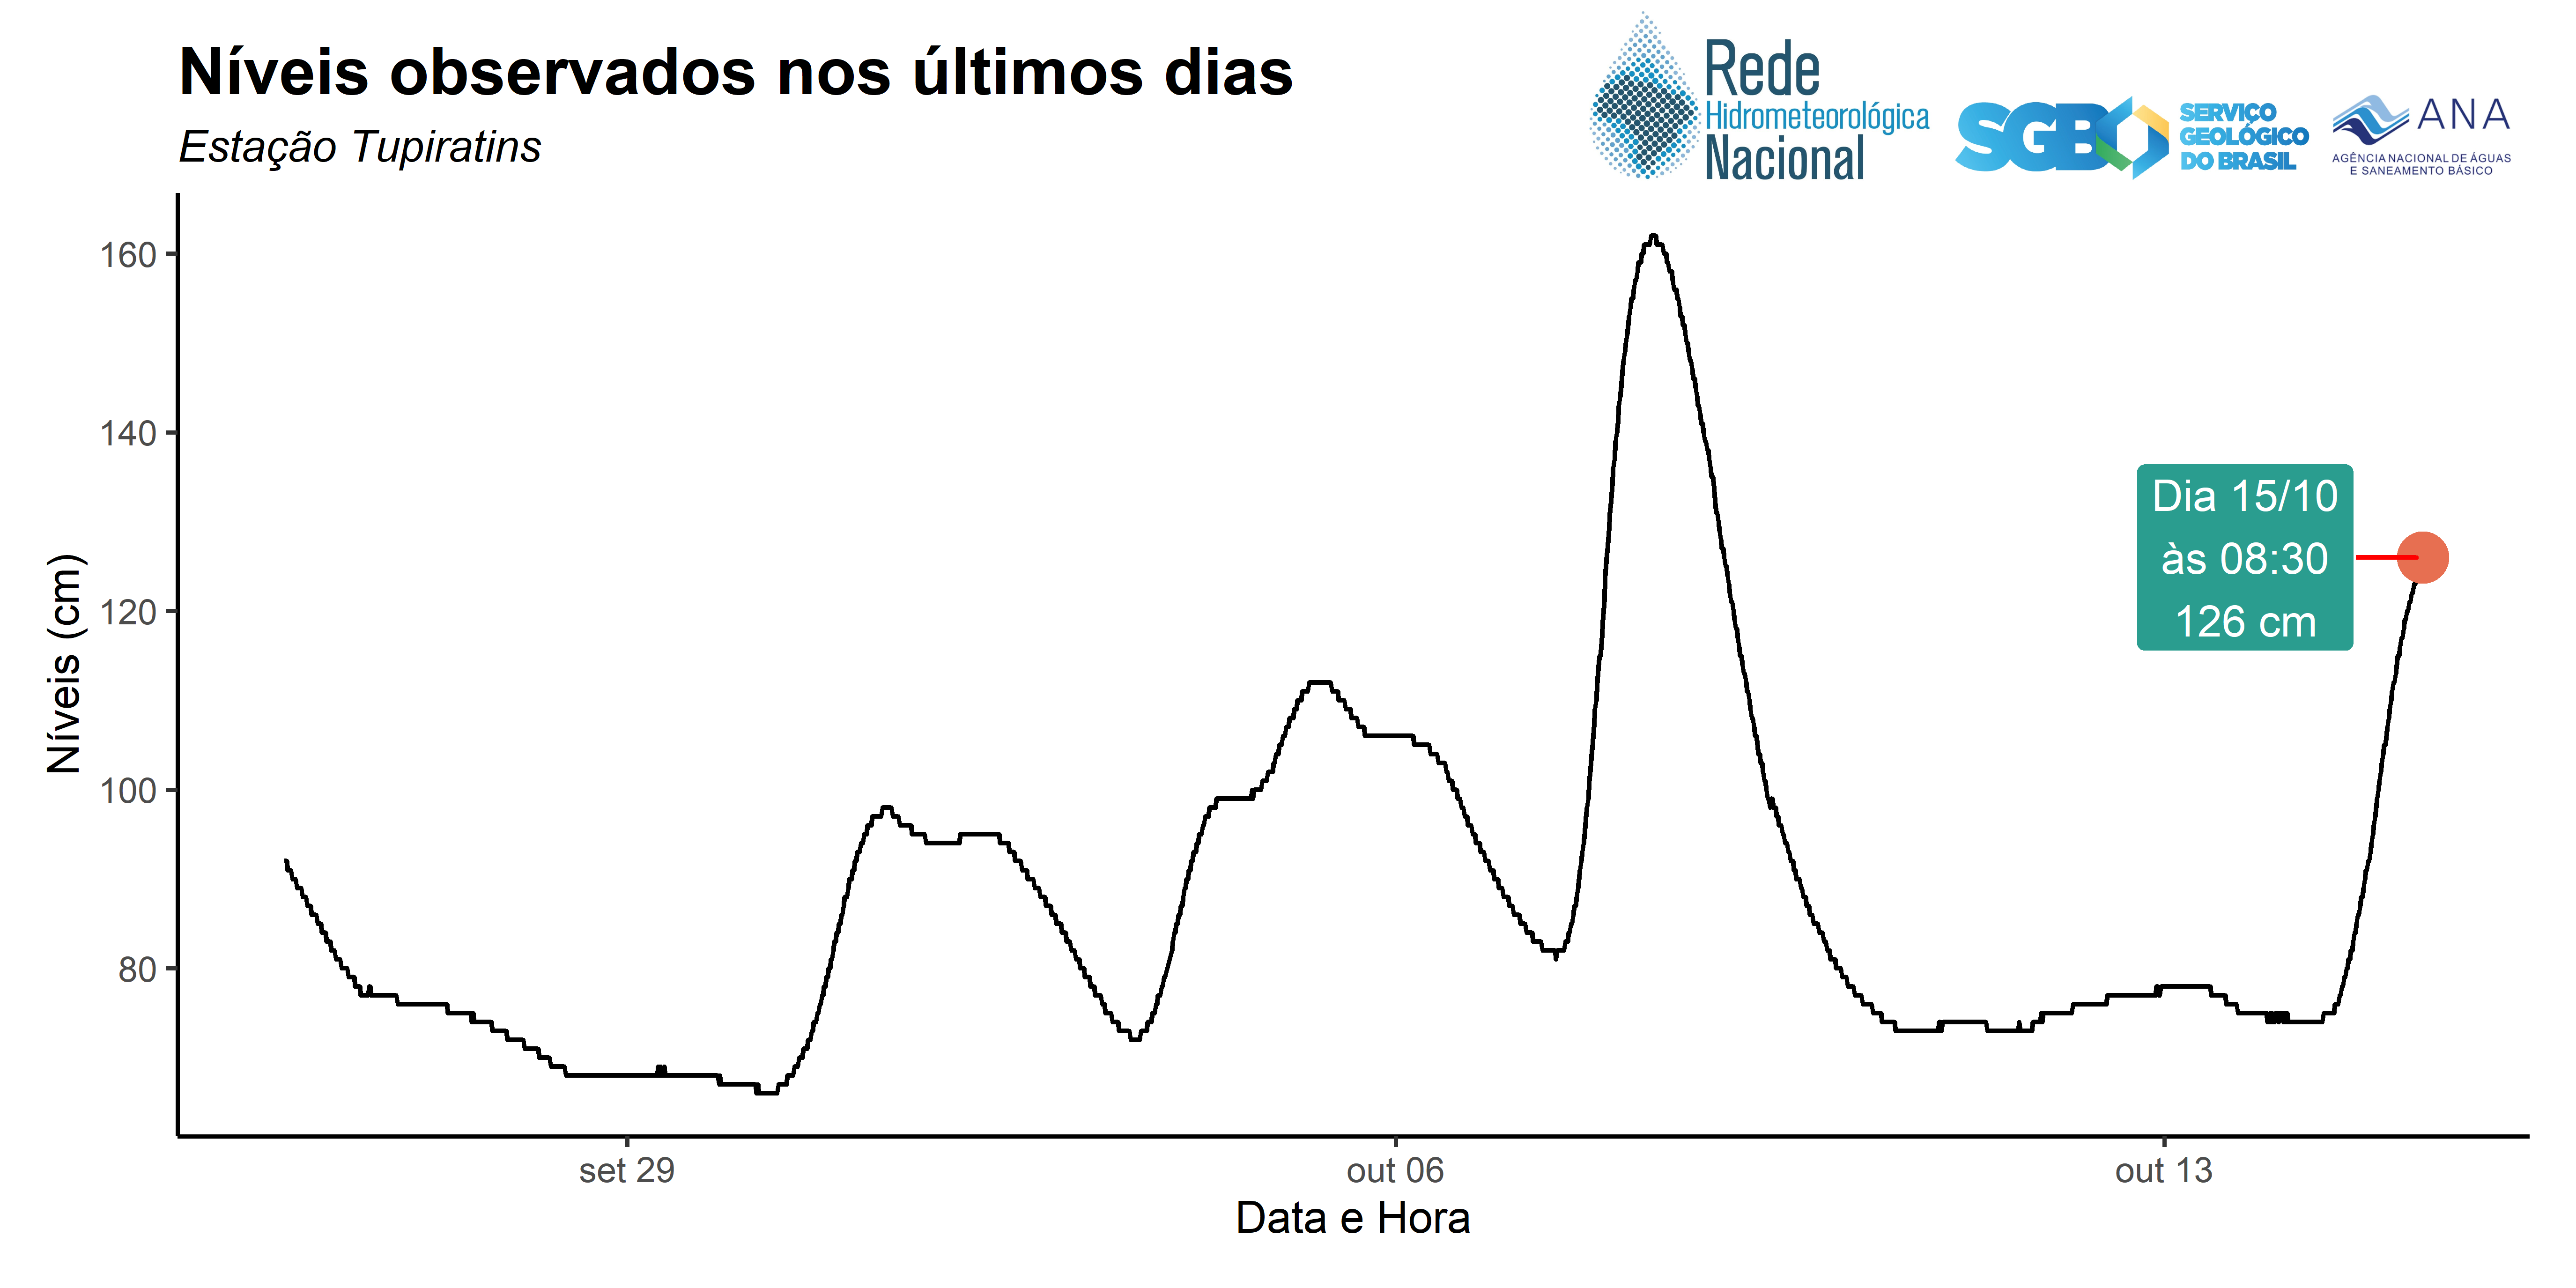 Níveis observados nos últimos dias
Estação Tupiratins
Rede
Hidrometeorológica
Nacional
SGB
SERVIÇO
GEOLÓGICO
DO BRASIL
ANA
AGÊNCIA NACIONAL DE ÁGUAS
E SANEAMENTO BÁSICO
Níveis (cm)
160
140
120
100
80
Dia 15/10
às 08:30
126 cm
set 29
out 06
out 13
Data e Hora